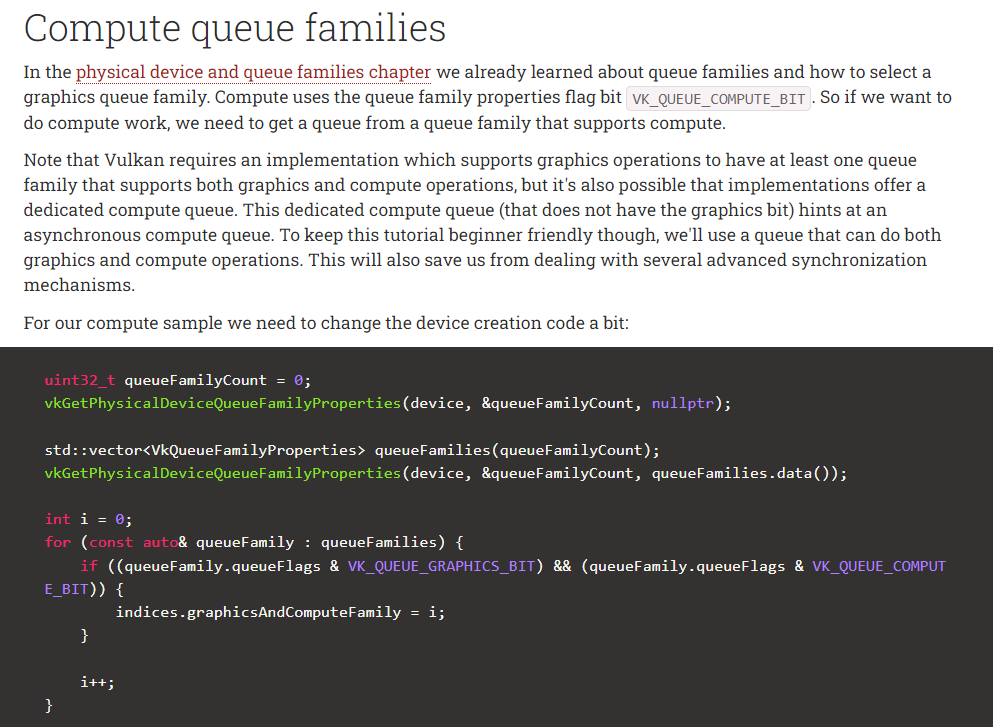 Compute queue families
In the physical device and queue families chapter we already learned about queue families and how to select a
graphics queue family. Compute uses the queue family properties flag bit VK_QUEUE_COMPUTE_BIT. So if we want to
do compute work, we need to get a queue from a queue family that supports compute.
Note that Vulkan requires an implementation which supports graphics operations to have at least one queue
family that supports both graphics and compute operations, but it's also possible that implementations offer a
dedicated compute queue. This dedicated compute queue (that does not have the graphics bit) hints at an
asynchronous compute queue. To keep this tutorial beginner friendly though, we'll use a queue that can do both
graphics and compute operations. This will also save us from dealing with several advanced synchronization
mechanisms.
For our compute sample we need to change the device creation code a bit:
uint32_t queueFamilyCount = 0;
vkGetPhysicalDeviceQueueFamilyProperties(device, &queueFamilyCount, nullptr);
std::vector<VkQueueFamilyProperties> queueFamilies(queueFamilyCount);
vkGetPhysicalDeviceQueueFamilyProperties(device, &queueFamilyCount, queueFamilies.data());
int i = 0;
for (const auto& queueFamily : queueFamilies) {
    if ((queueFamily.queueFlags & VK_QUEUE_GRAPHICS_BIT) && (queueFamily.queueFlags & VK_QUEUE_COMPUT
E_BIT)) {
        indices.graphicsAndComputeFamily = i;
    }
    i++;
}